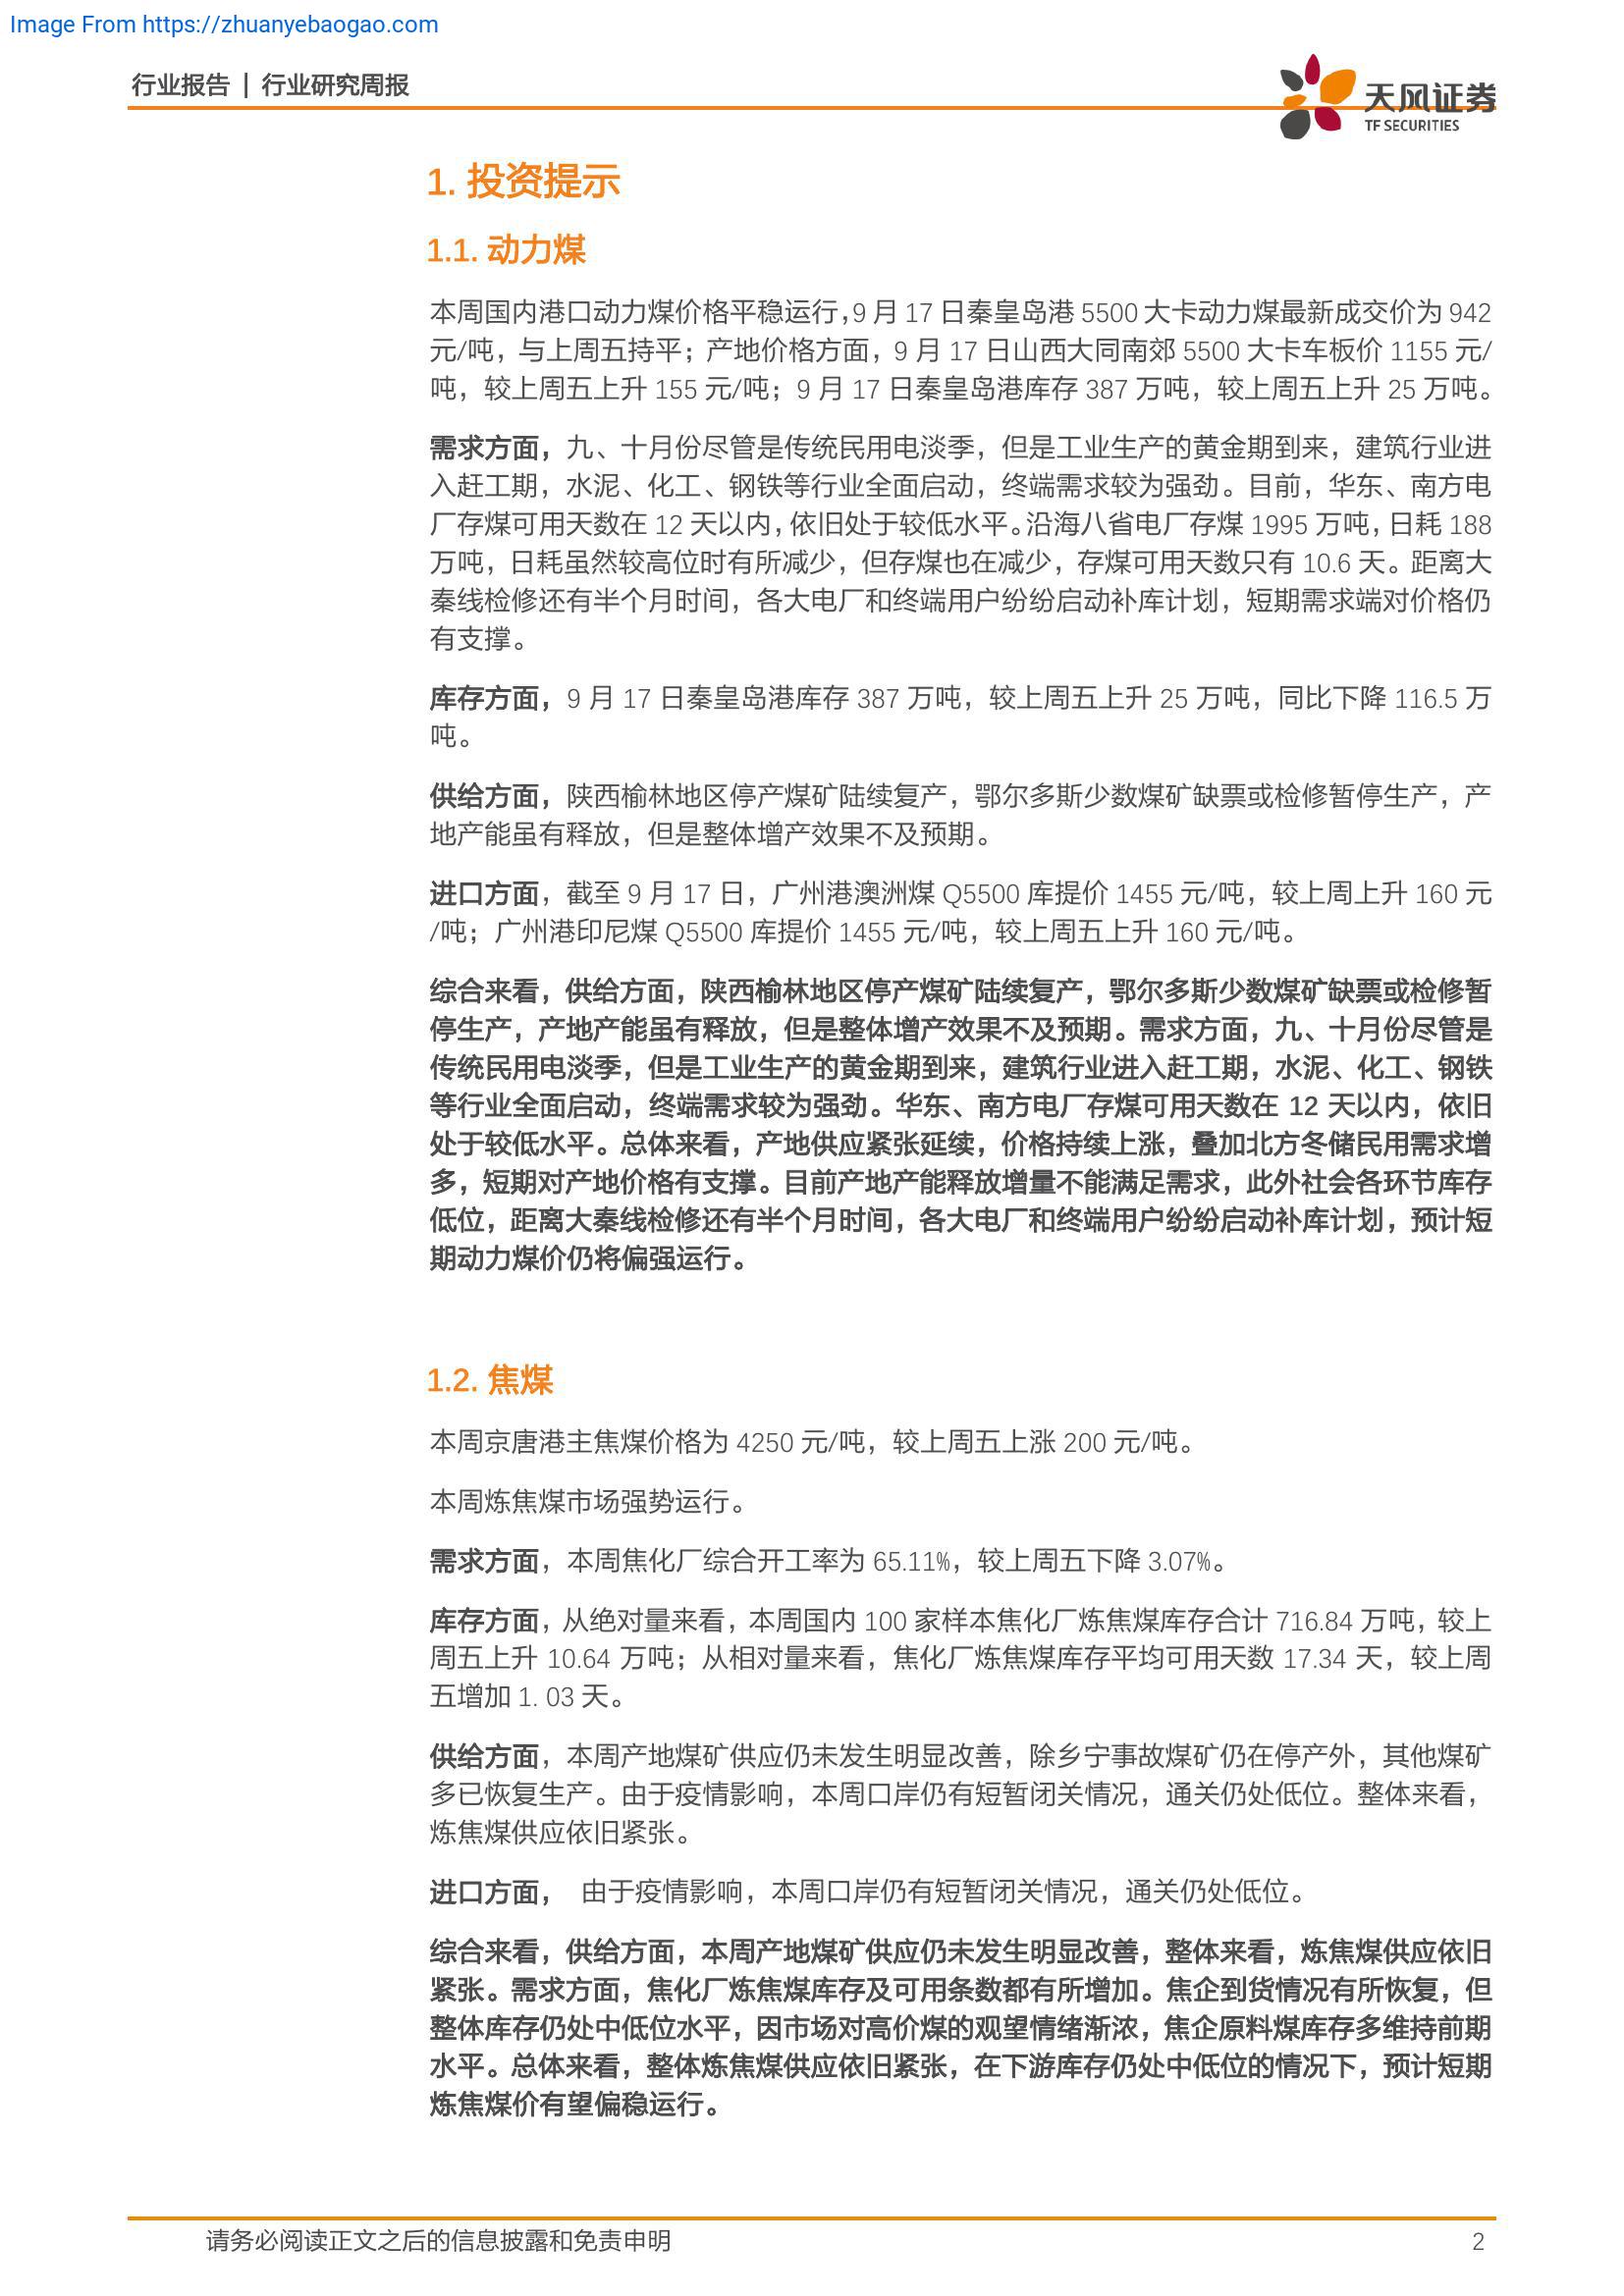 Image From https://zhuanyebaogao.com
行业报告 | 行业研究周报
天风证券
TF SECURITIES
1. 投资提示
1.1. 动力煤
本周国内港口动力煤价格平稳运行，9 月 17 日秦皇岛港 5500 大卡动力煤最新成交价为 942
元/吨，与上周五持平；产地价格方面，9 月 17 日山西大同南郊 5500 大卡车板价 1155 元/
吨，较上周五上升 155 元/吨；9 月 17 日秦皇岛港库存 387 万吨，较上周五上升 25 万吨。
需求方面，九、十月份尽管是传统民用电淡季，但是工业生产的黄金期到来，建筑行业进
入赶工期，水泥、化工、钢铁等行业全面启动，终端需求较为强劲。目前，华东、南方电
厂存煤可用天数在 12 天以内，依旧处于较低水平。沿海八省电厂存煤 1995 万吨，日耗 188
万吨，日耗虽然较高位时有所减少，但存煤也在减少，存煤可用天数只有 10.6 天。距离大
秦线检修还有半个月时间，各大电厂和终端用户纷纷启动补库计划，短期需求端对价格仍
有支撑。
库存方面，9 月 17 日秦皇岛港库存 387 万吨，较上周五上升 25 万吨，同比下降 116.5 万
吨。
供给方面，陕西榆林地区停产煤矿陆续复产，鄂尔多斯少数煤矿缺票或检修暂停生产，产
地产能虽有释放，但是整体增产效果不及预期。
进口方面，截至 9 月 17 日，广州港澳洲煤 Q5500 库提价 1455 元/吨，较上周上升 160 元
/吨；广州港印尼煤 Q5500 库提价 1455 元/吨，较上周五上升 160 元/吨。
综合来看，供给方面，陕西榆林地区停产煤矿陆续复产，鄂尔多斯少数煤矿缺票或检修暂
停生产，产地产能虽有释放，但是整体增产效果不及预期。需求方面，九、十月份尽管是
传统民用电淡季，但是工业生产的黄金期到来，建筑行业进入赶工期，水泥、化工、钢铁
等行业全面启动，终端需求较为强劲。华东、南方电厂存煤可用天数在 12 天以内，依旧
处于较低水平。总体来看，产地供应紧张延续，价格持续上涨，叠加北方冬储民用需求增
多，短期对产地价格有支撑。目前产地产能释放增量不能满足需求，此外社会各环节库存
低位，距离大秦线检修还有半个月时间，各大电厂和终端用户纷纷启动补库计划，预计短
期动力煤价仍将偏强运行。
1.2. 焦煤
本周京唐港主焦煤价格为 4250 元/吨，较上周五上涨 200 元/吨。
本周炼焦煤市场强势运行。
需求方面，本周焦化厂综合开工率为 65.11%，较上周五下降 3.07%。
库存方面，从绝对量来看，本周国内 100 家样本焦化厂炼焦煤库存合计 716.84 万吨，较上
周五上升 10.64 万吨；从相对量来看，焦化厂炼焦煤库存平均可用天数 17.34 天，较上周
五增加 1. 03 天。
供给方面，本周产地煤矿供应仍未发生明显改善，除乡宁事故煤矿仍在停产外，其他煤矿
多已恢复生产。由于疫情影响，本周口岸仍有短暂闭关情况，通关仍处低位。整体来看，
炼焦煤供应依旧紧张。
进口方面， 由于疫情影响，本周口岸仍有短暂闭关情况，通关仍处低位。
综合来看，供给方面，本周产地煤矿供应仍未发生明显改善，整体来看，炼焦煤供应依旧
紧张。需求方面，焦化厂炼焦煤库存及可用条数都有所增加。焦企到货情况有所恢复，但
整体库存仍处中低位水平，因市场对高价煤的观望情绪渐浓，焦企原料煤库存多维持前期
水平。总体来看，整体炼焦煤供应依旧紧张，在下游库存仍处中低位的情况下，预计短期
炼焦煤价有望偏稳运行。
请务必阅读正文之后的信息披露和免责申明
2